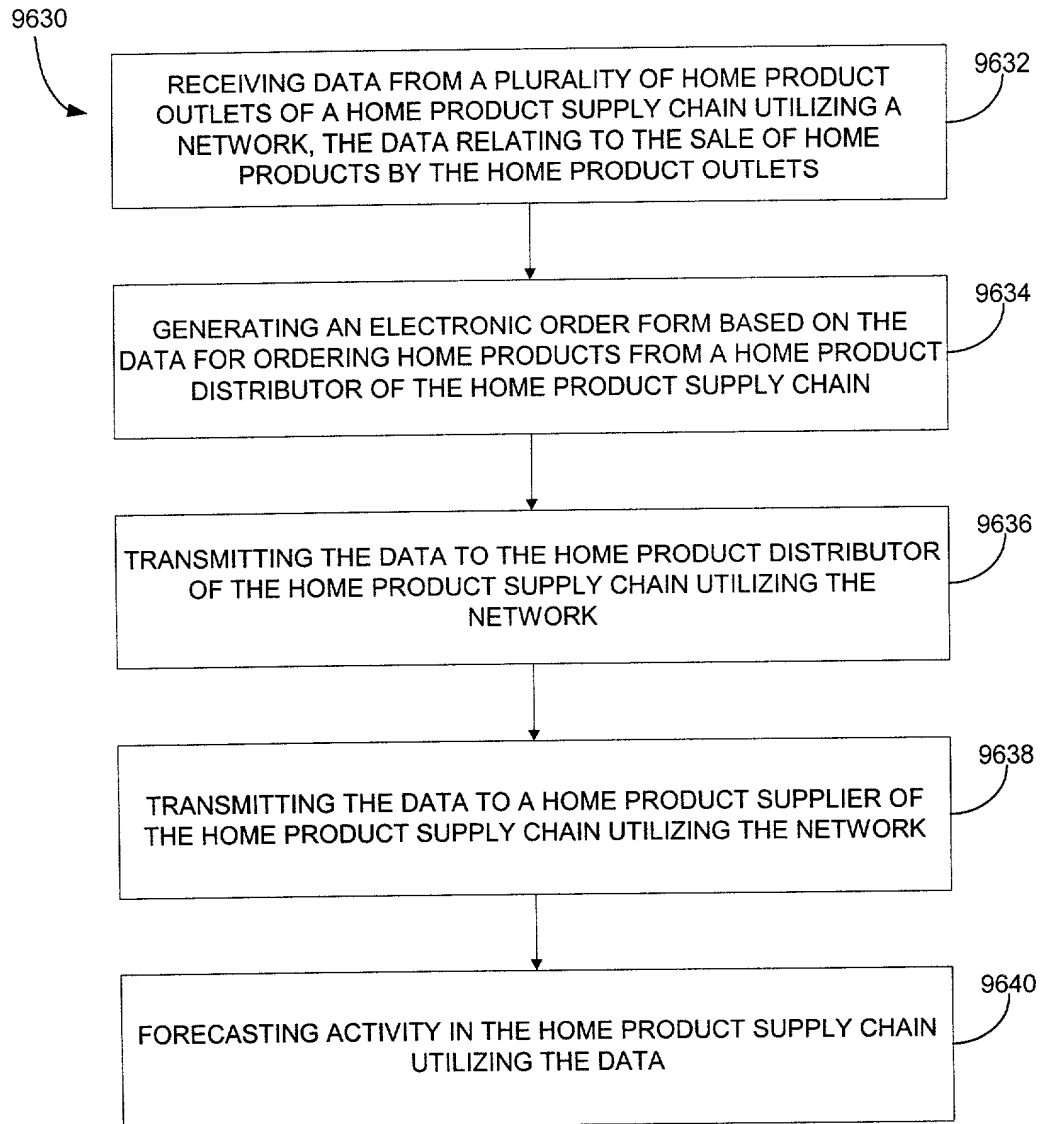 9630
9632
RECEIVING DATA FROM A PLURALITY OF HOME PRODUCT
OUTLETS OF A HOME PRODUCT SUPPLY CHAIN UTILIZING A
NETWORK, THE DATA RELATING TO THE SALE OF HOME
PRODUCTS BY THE HOME PRODUCT OUTLETS
9634
GENERATING AN ELECTRONIC ORDER FORM BASED ON THE
DATA FOR ORDERING HOME PRODUCTS FROM A HOME PRODUCT
DISTRIBUTOR OF THE HOME PRODUCT SUPPLY CHAIN
9636
TRANSMITTING THE DATA TO THE HOME PRODUCT DISTRIBUTOR
OF THE HOME PRODUCT SUPPLY CHAIN UTILIZING THE
NETWORK
9638
TRANSMITTING THE DATA TO A HOME PRODUCT SUPPLIER OF
THE HOME PRODUCT SUPPLY CHAIN UTILIZING THE NETWORK
9640
FORECASTING ACTIVITY IN THE HOME PRODUCT SUPPLY CHAIN
UTILIZING THE DATA